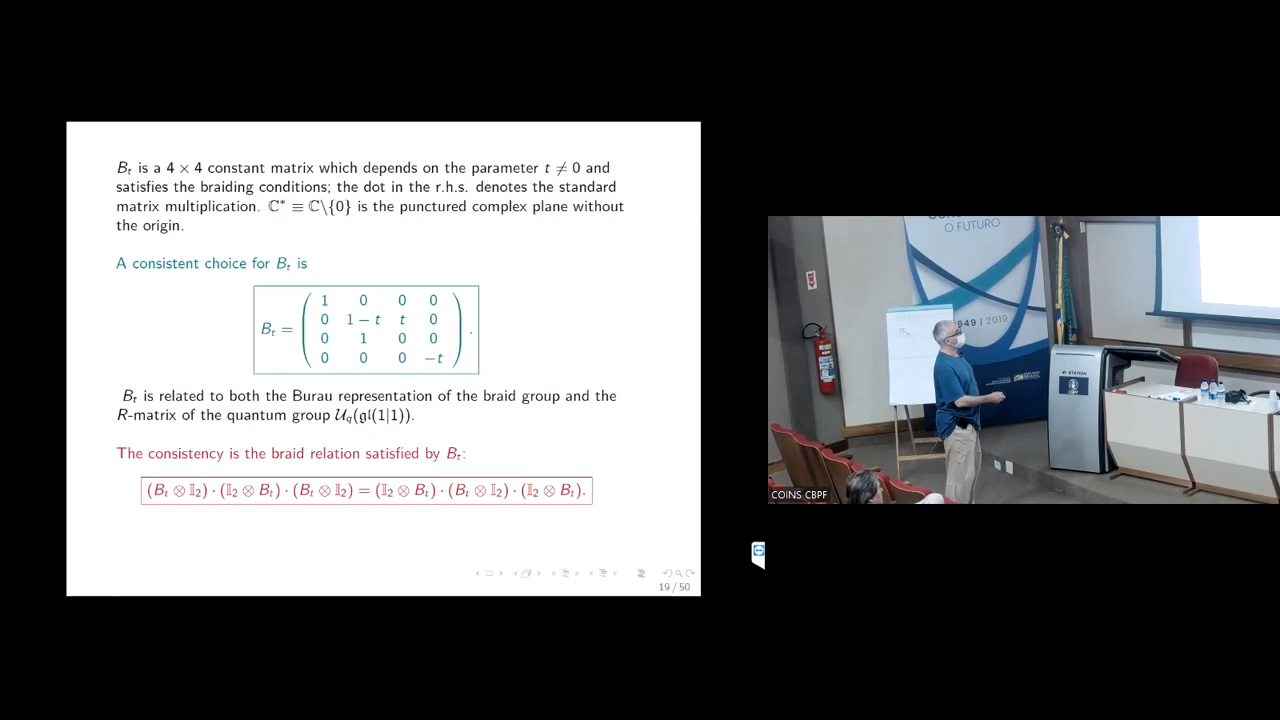 B_t is a 4 × 4 constant matrix which depends on the parameter t ≠ 0 and
satisfies the braiding conditions; the dot in the r.h.s. denotes the standard
matrix multiplication. ℂ* ≡ ℂ\{0} is the punctured complex plane without
the origin.
A consistent choice for B_t is
B_t = ( 1 0 0 0
0 1 − t t 0
0 1 0 0
0 0 0 −t ) .
B_t is related to both the Burau representation of the braid group and the
R-matrix of the quantum group 𝒰_q(𝔤𝔩(1|1)).
The consistency is the braid relation satisfied by B_t:
(B_t ⊗ 𝕀_2) · (𝕀_2 ⊗ B_t) · (B_t ⊗ 𝕀_2) = (𝕀_2 ⊗ B_t) · (B_t ⊗ 𝕀_2) · (𝕀_2 ⊗ B_t).
19 / 50
O FUTURO
1949 | 2019
BRASIL
CBPF
COINS CBPF